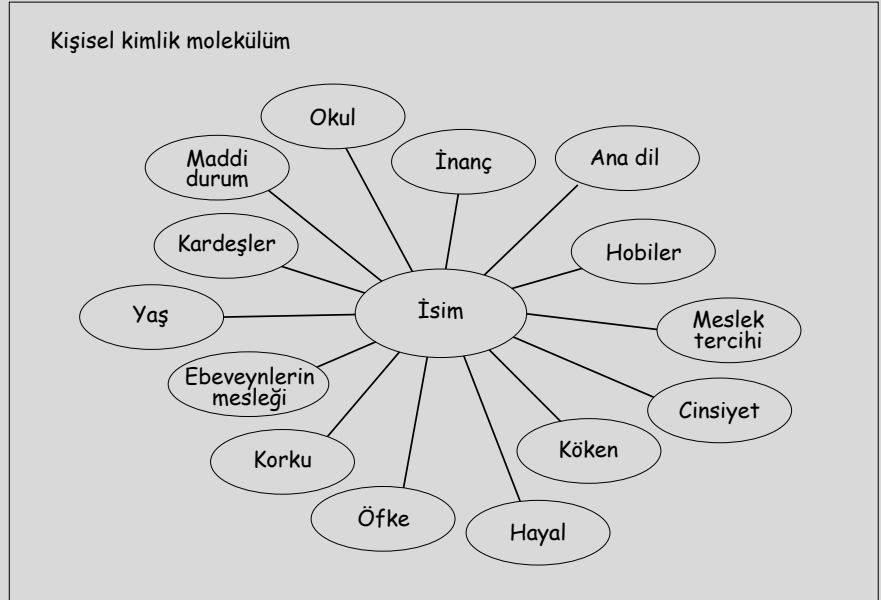 Kişisel kimlik molekülüm
Okul
İnanç
Ana dil
Maddi
durum
Kardeşler
Hobiler
Yaş
İsim
Meslek
tercihi
Ebeveynlerin
mesleği
Cinsiyet
Korku
Köken
Öfke
Hayal